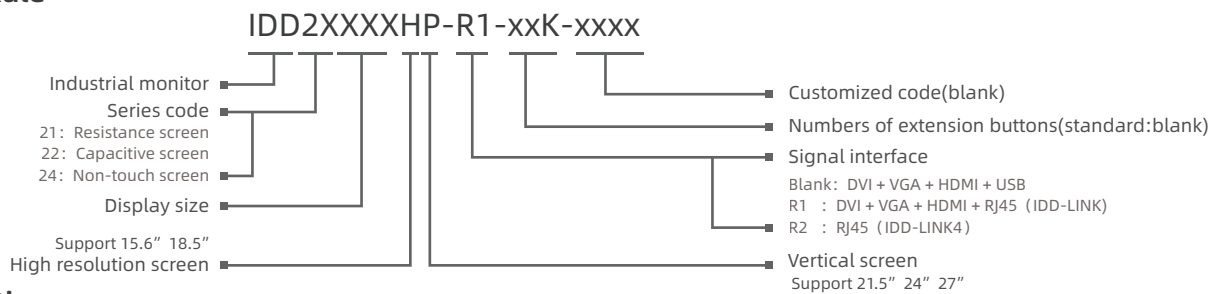 IDD2XXXXHP-R1-xxK-xxxx
Industrial monitor
Series code
21: Resistance screen
22: Capacitive screen
24: Non-touch screen
Display size
Support 15.6” 18.5”
High resolution screen
Customized code(blank)
Numbers of extension buttons(standard:blank)
Signal interface
Blank: DVI + VGA + HDMI + USB
R1 : DVI + VGA + HDMI + RJ45 (IDD-LINK)
R2 : RJ45 (IDD-LINK4)
Vertical screen
Support 21.5” 24” 27”